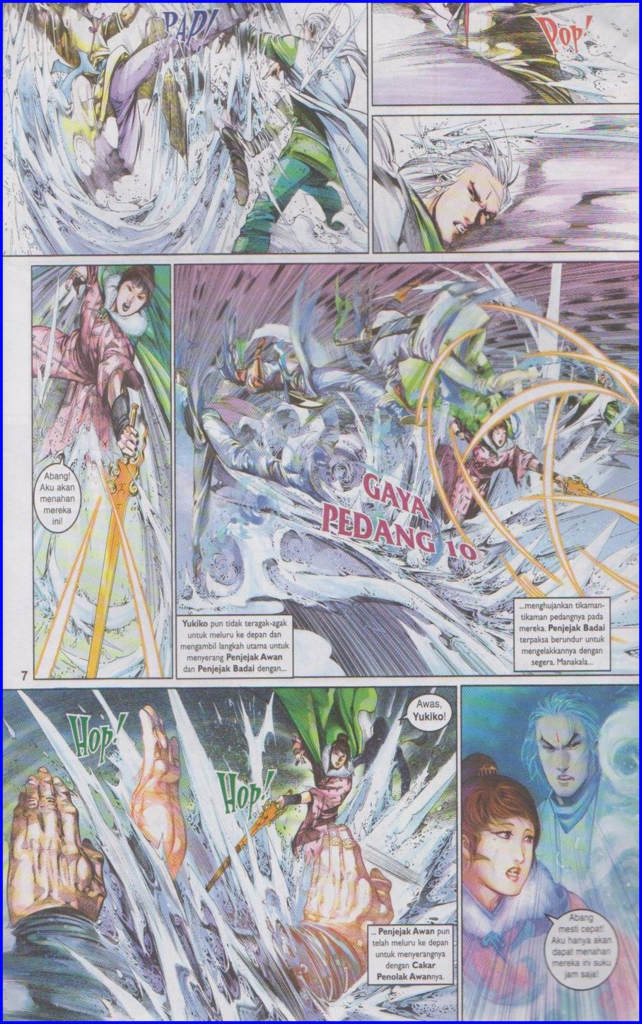 PAP!
Pop!
Abang!
Aku akan
menahan
mereka
ini!
GAYA
PEDANG 10
Yukiko pun tidak teragak-agak
untuk meluru ke depan dan
mengambil langkah utama untuk
menyerang Penjejak Awan
dan Penjejak Badai dengan...
...menghujankan tikaman-
tikaman pedangnya pada
mereka. Penjejak Badai
terpaksa berundur untuk
mengelakkannya dengan
segera. Manakala...
7
Hop!
Hop!
Awas,
Yukiko!
... Penjejak Awan pun
telah meluru ke depan
untuk menyerangnya
dengan Cakar
Penolak Awannya.
Abang
mesti cepat!
Aku hanya akan
dapat menahan
mereka ini suku
jam saja!